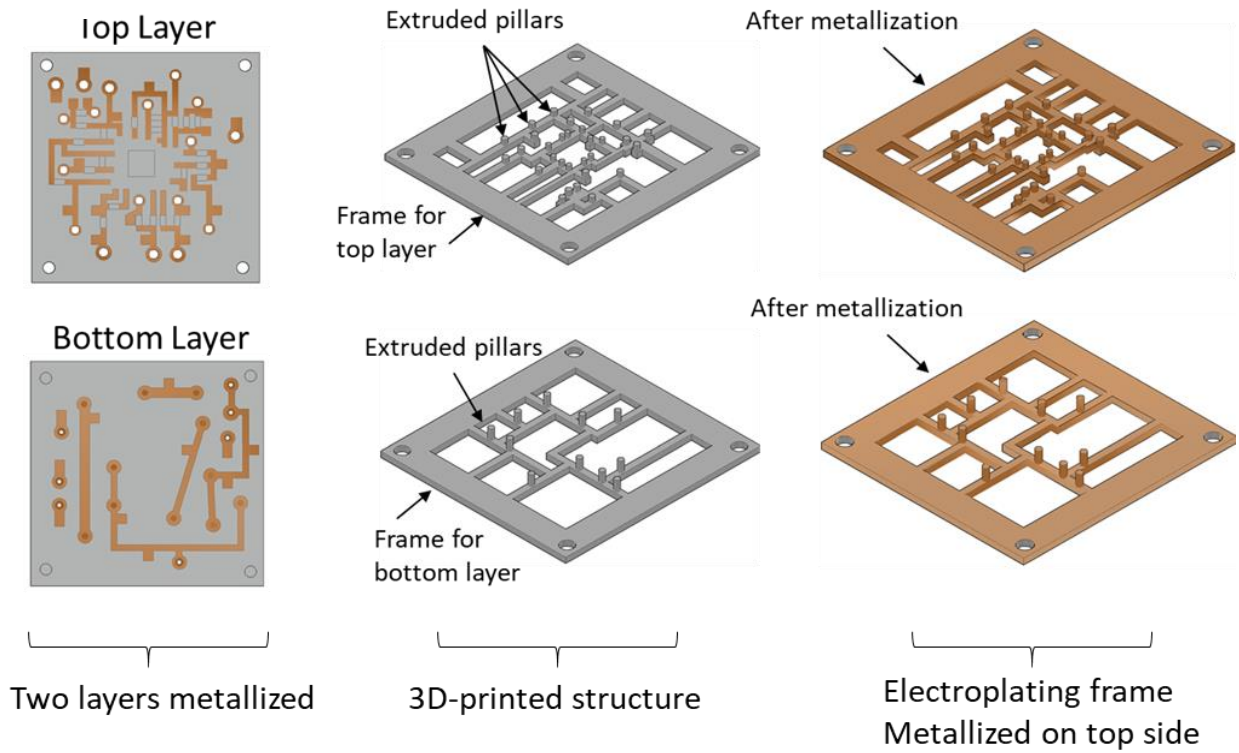 Top Layer
Extruded pillars
After metallization
Frame for
top layer
Bottom Layer
Extruded pillars
After metallization
Frame for
bottom layer
Two layers metallized
3D-printed structure
Electroplating frame
Metallized on top side